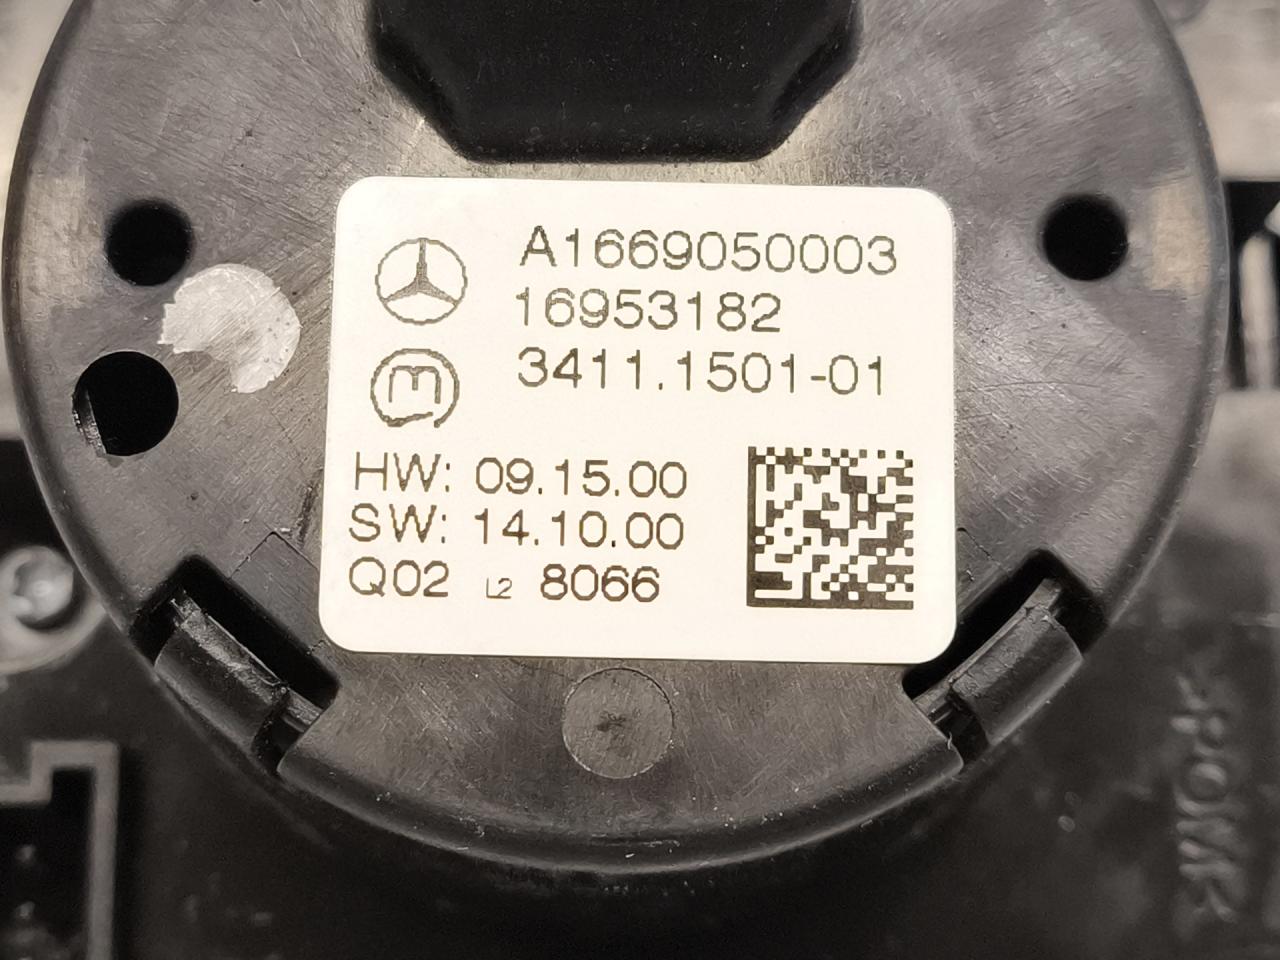 A1669050003
16953182
3411.1501-01
m
HW: 09.15.00
SW: 14.10.00
Q02 L2 8066